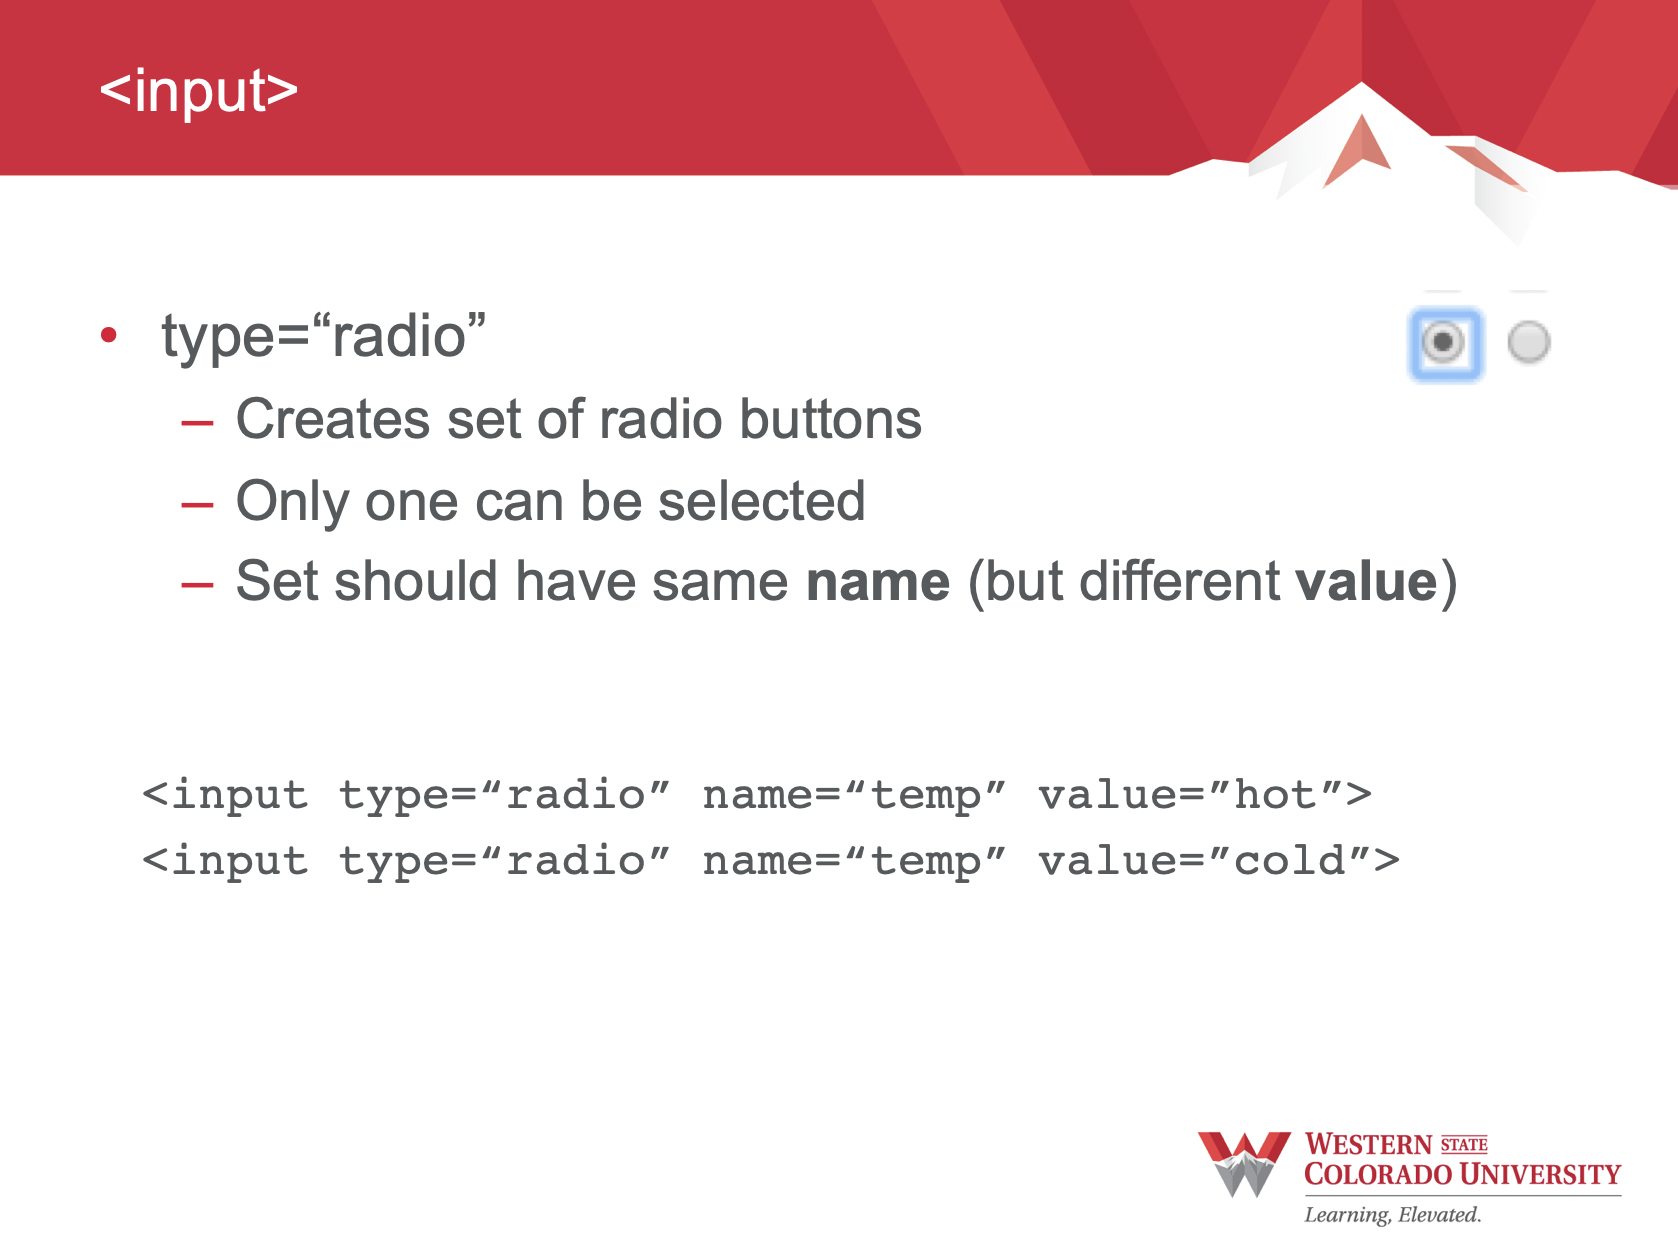 <input>
• type=“radio”
– Creates set of radio buttons
– Only one can be selected
– Set should have same name (but different value)
<input type=“radio” name=“temp” value=”hot”>
<input type=“radio” name=“temp” value=”cold”>
WESTERN STATE
COLORADO UNIVERSITY
Learning, Elevated.